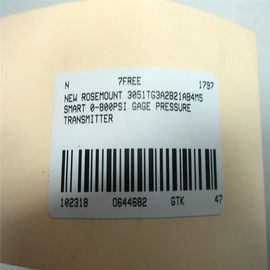 N 7FREE 1797
NEW ROSEMOUNT 3051TG3A2B21AB4M5
SMART 0-800PSI GAGE PRESSURE
TRANSMITTER
102318 0644682 GTK 47